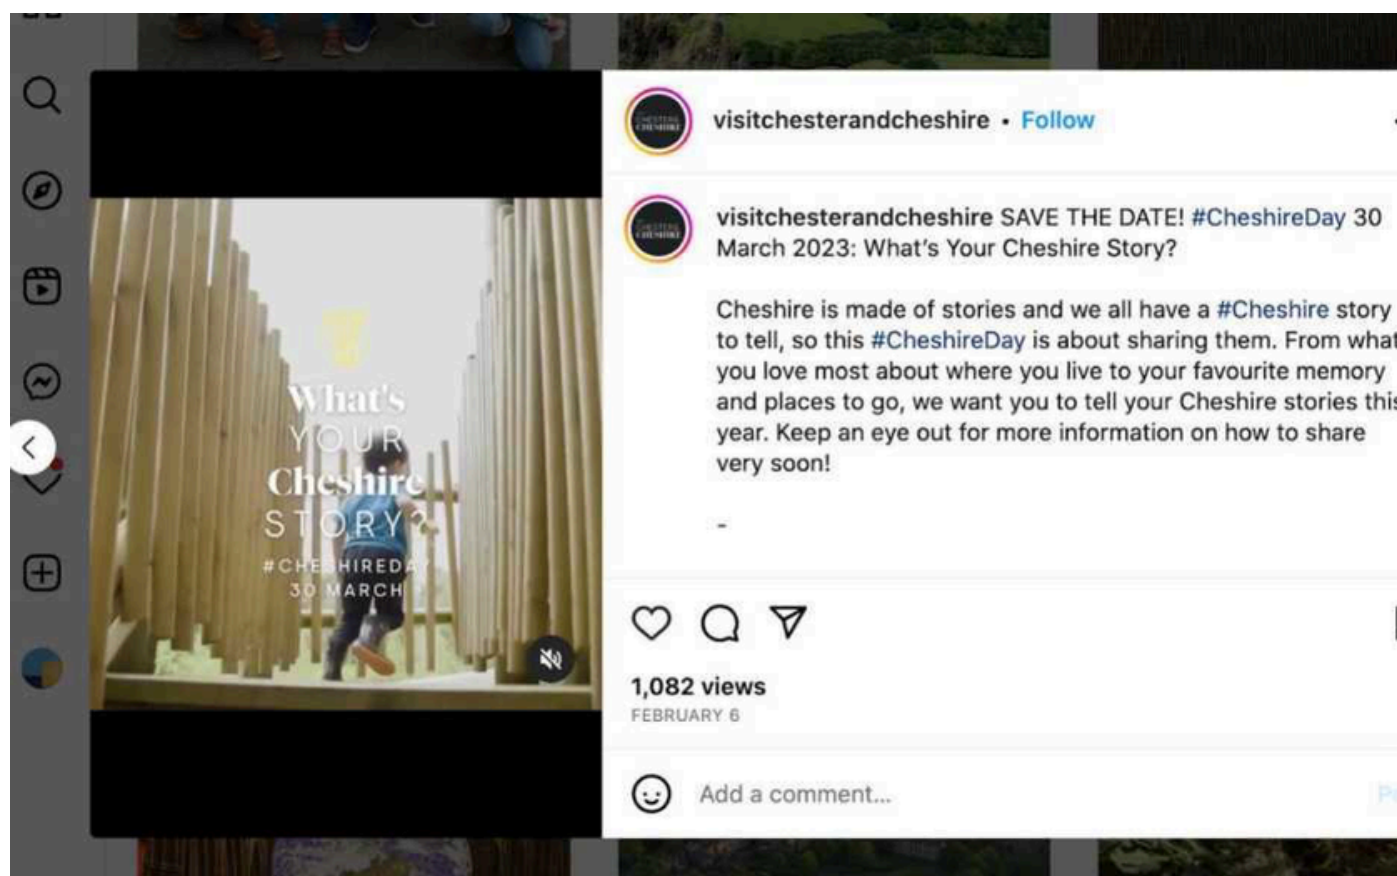 visitchesterandcheshire • Follow
visitchesterandcheshire SAVE THE DATE! #CheshireDay 30
March 2023: What's Your Cheshire Story?
Cheshire is made of stories and we all have a #Cheshire story
to tell, so this #CheshireDay is about sharing them. From what
you love most about where you live to your favourite memory
and places to go, we want you to tell your Cheshire stories this
year. Keep an eye out for more information on how to share
very soon!
-
1,082 views
FEBRUARY 6
Add a comment...
What's
YOUR
Cheshire
STORY?
#CHESHIREDAY
30 MARCH